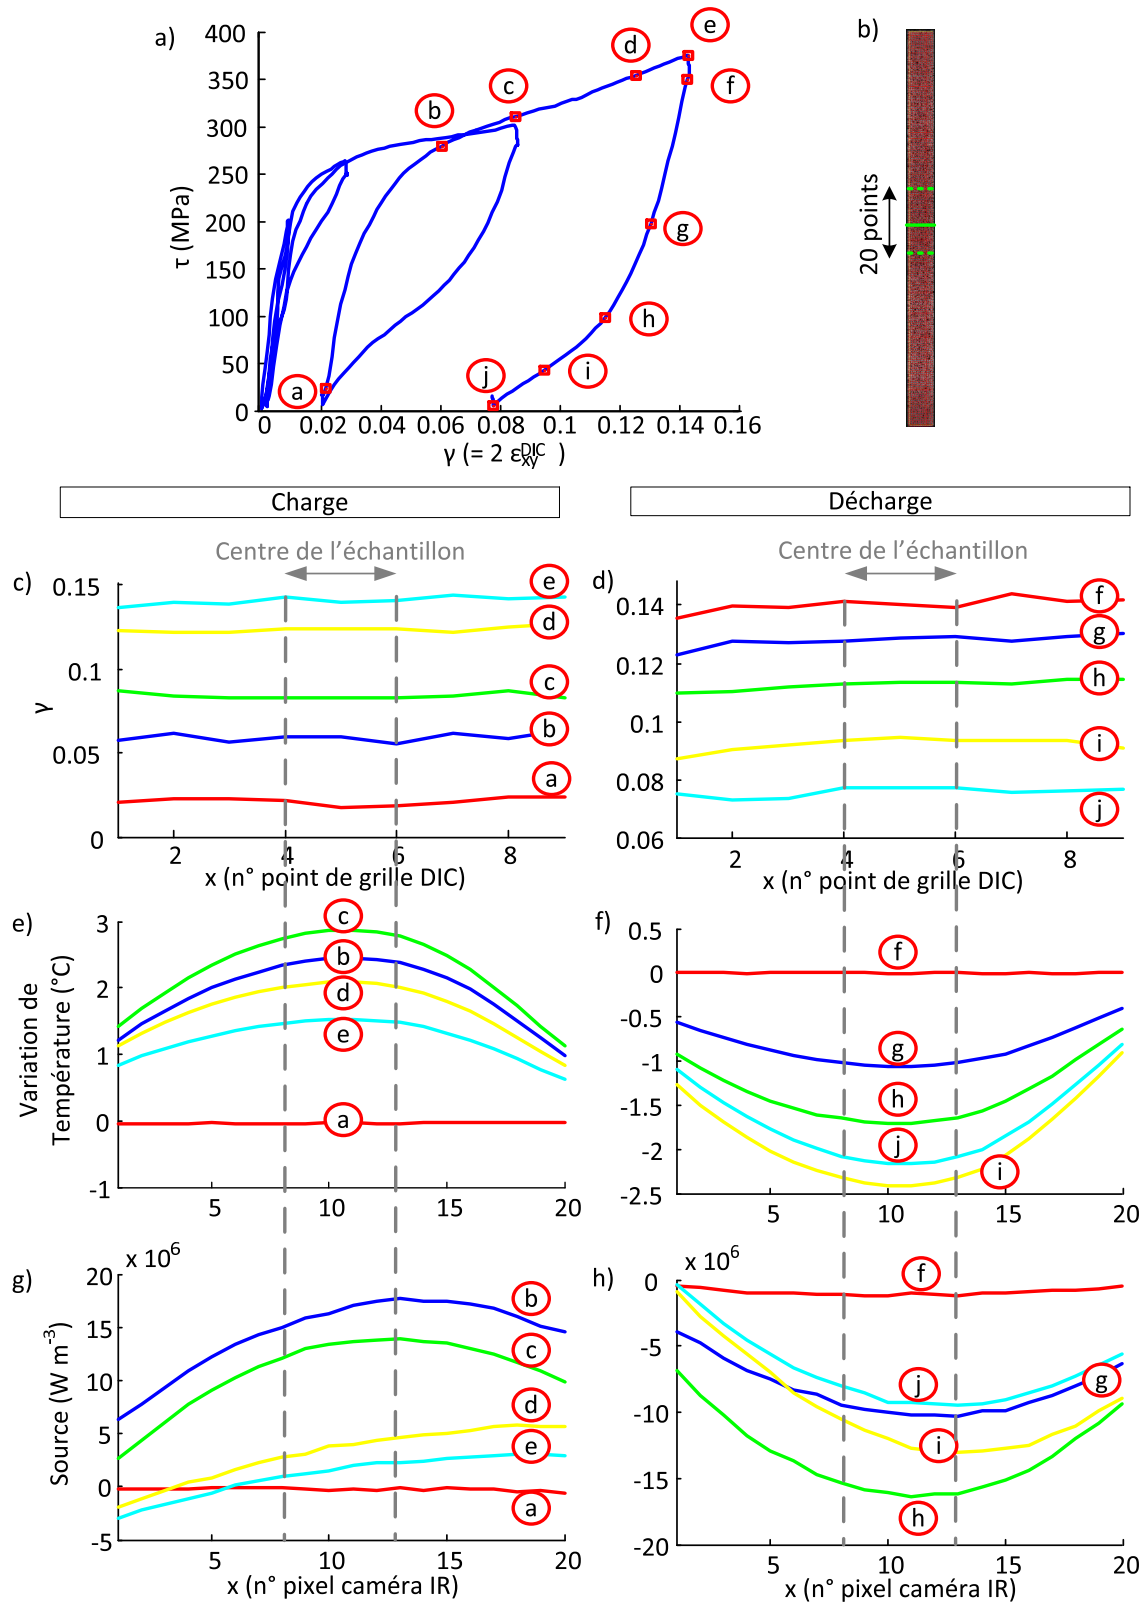 a)
τ (MPa)
400
350
300
250
200
150
100
50
0
0 0.02 0.04 0.06 0.08 0.1 0.12 0.14 0.16
γ (= 2 ε_xy^DIC )
a
b
c
d
e
f
g
h
i
j
b)
20 points
Charge
Décharge
Centre de l'échantillon
Centre de l'échantillon
c)
γ
0.15
0.1
0.05
0
2 4 6 8
x (n° point de grille DIC)
e
d
c
b
a
d)
0.14
0.12
0.1
0.08
0.06
2 4 6 8
x (n° point de grille DIC)
f
g
h
i
j
e)
Variation de
Température (°C)
3
2
1
0
-1
5 10 15 20
c
b
d
e
a
f)
0.5
0
-0.5
-1
-1.5
-2
-2.5
5 10 15 20
f
g
h
j
i
g)
x 10⁶
Source (W m⁻³)
20
15
10
5
0
-5
5 10 15 20
x (n° pixel caméra IR)
b
c
d
e
a
h)
x 10⁶
0
-5
-10
-15
-20
5 10 15 20
x (n° pixel caméra IR)
f
j
g
i
h